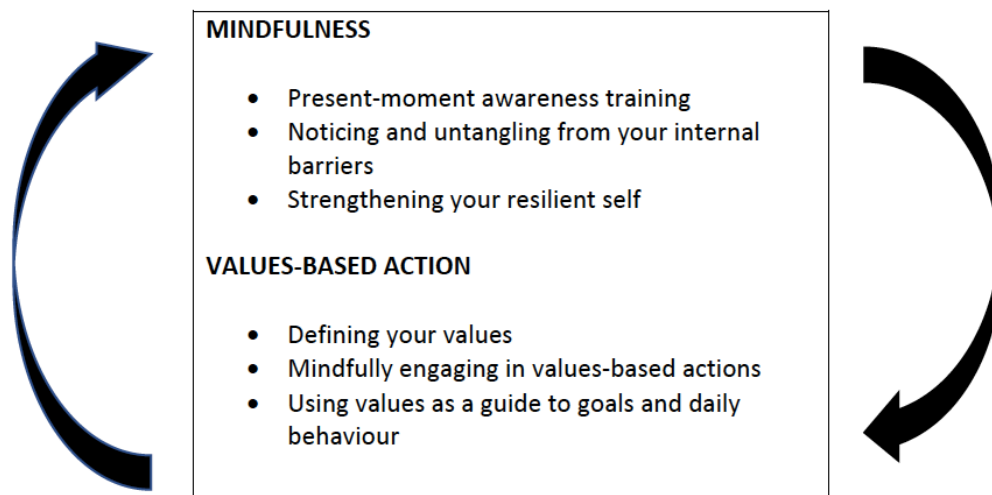 MINDFULNESS
• Present-moment awareness training
• Noticing and untangling from your internal
barriers
• Strengthening your resilient self
VALUES-BASED ACTION
• Defining your values
• Mindfully engaging in values-based actions
• Using values as a guide to goals and daily
behaviour